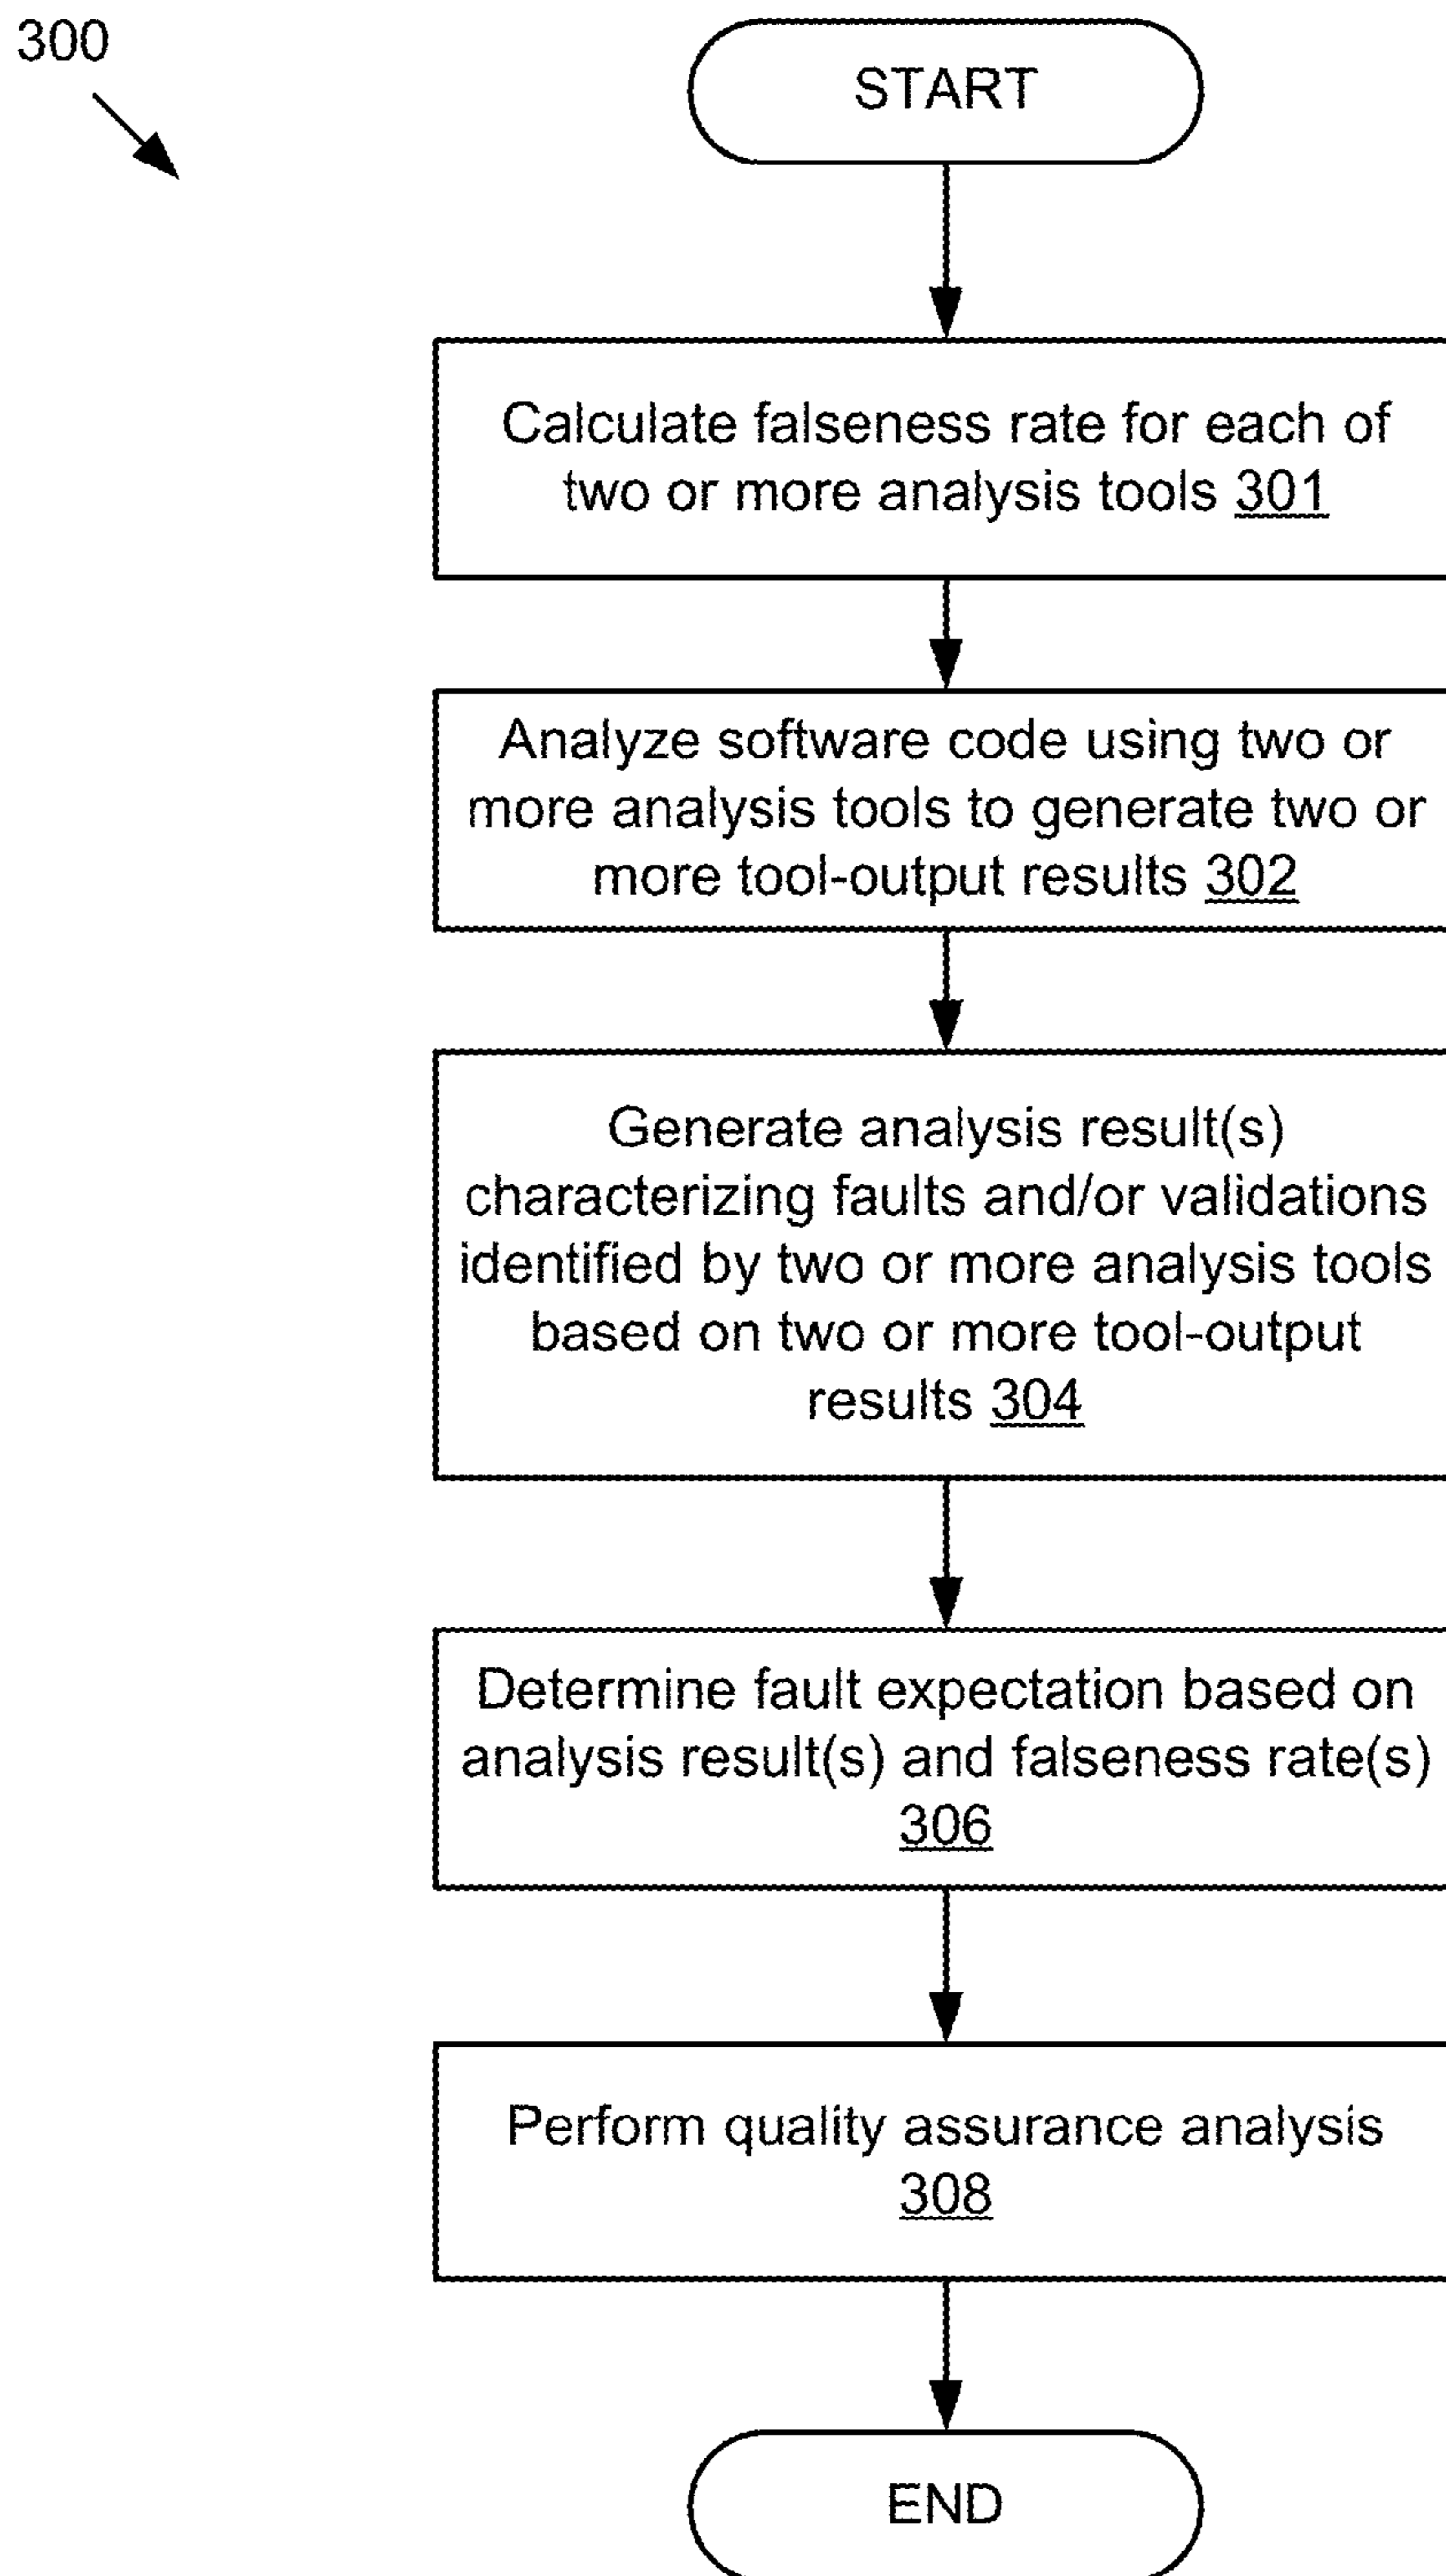 300
START
Calculate falseness rate for each of
two or more analysis tools 301
Analyze software code using two or
more analysis tools to generate two or
more tool-output results 302
Generate analysis result(s)
characterizing faults and/or validations
identified by two or more analysis tools
based on two or more tool-output
results 304
Determine fault expectation based on
analysis result(s) and falseness rate(s)
306
Perform quality assurance analysis
308
END